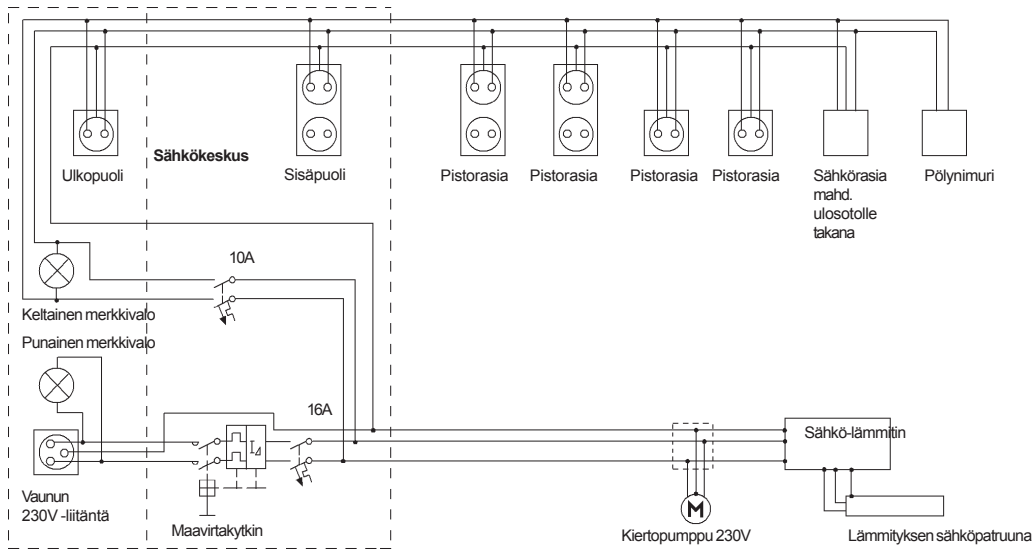 Ulkopuoli
Sähkökeskus
Sisäpuoli
Pistorasia
Pistorasia
Pistorasia
Pistorasia
Sähkörasia
mahd.
ulosotolle
takana
Pölynimuri
10A
Keltainen merkkivalo
Punainen merkkivalo
16A
I⊿
Sähkö-lämmitin
Vaunun
230V -liitäntä
Maavirtakytkin
M
Kiertopumppu 230V
Lämmityksen sähköpatruuna